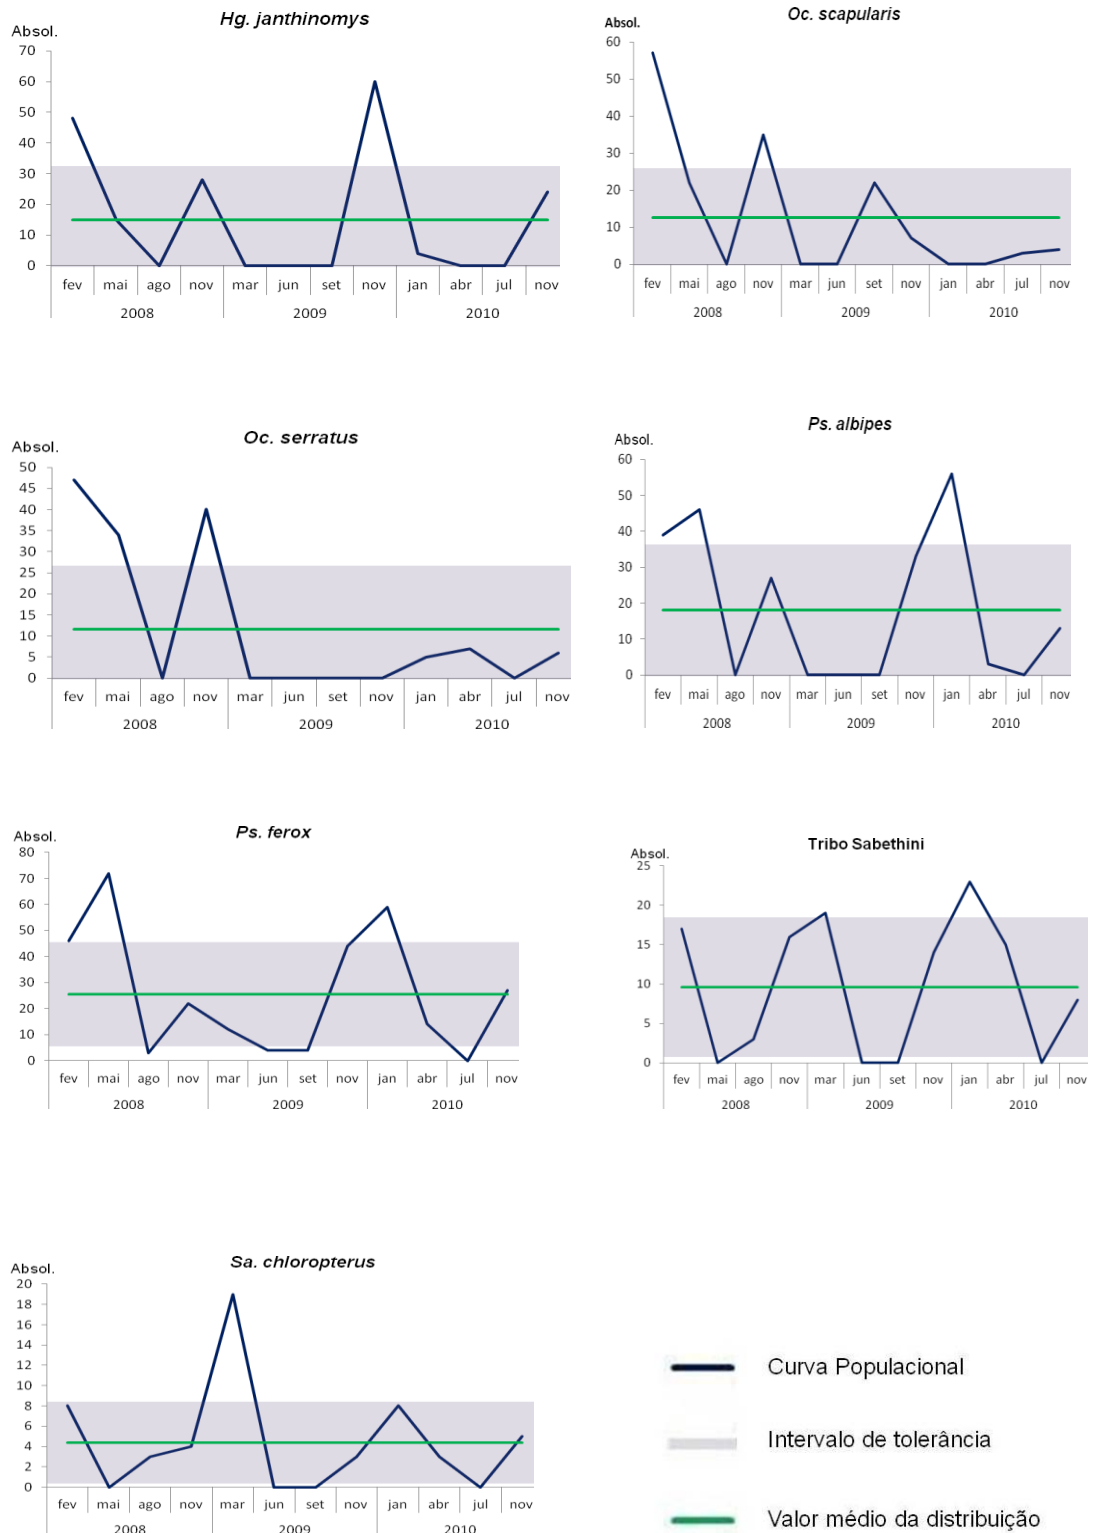 Hg. janthinomys
Absol.
70
60
50
40
30
20
10
0
fev mai ago nov mar jun set nov jan abr jul nov
2008 2009 2010
Oc. scapularis
Absol.
60
50
40
30
20
10
0
fev mai ago nov mar jun set nov jan abr jul nov
2008 2009 2010
Oc. serratus
Absol.
50
45
40
35
30
25
20
15
10
5
0
fev mai ago nov mar jun set nov jan abr jul nov
2008 2009 2010
Ps. albipes
Absol.
60
50
40
30
20
10
0
fev mai ago nov mar jun set nov jan abr jul nov
2008 2009 2010
Ps. ferox
Absol.
80
70
60
50
40
30
20
10
0
fev mai ago nov mar jun set nov jan abr jul nov
2008 2009 2010
Tribo Sabethini
Absol.
25
20
15
10
5
0
fev mai ago nov mar jun set nov jan abr jul nov
2008 2009 2010
Sa. chloropterus
Absol.
20
18
16
14
12
10
8
6
4
2
0
fev mai ago nov mar jun set nov jan abr jul nov
2008 2009 2010
Curva Populacional
Intervalo de tolerância
Valor médio da distribuição